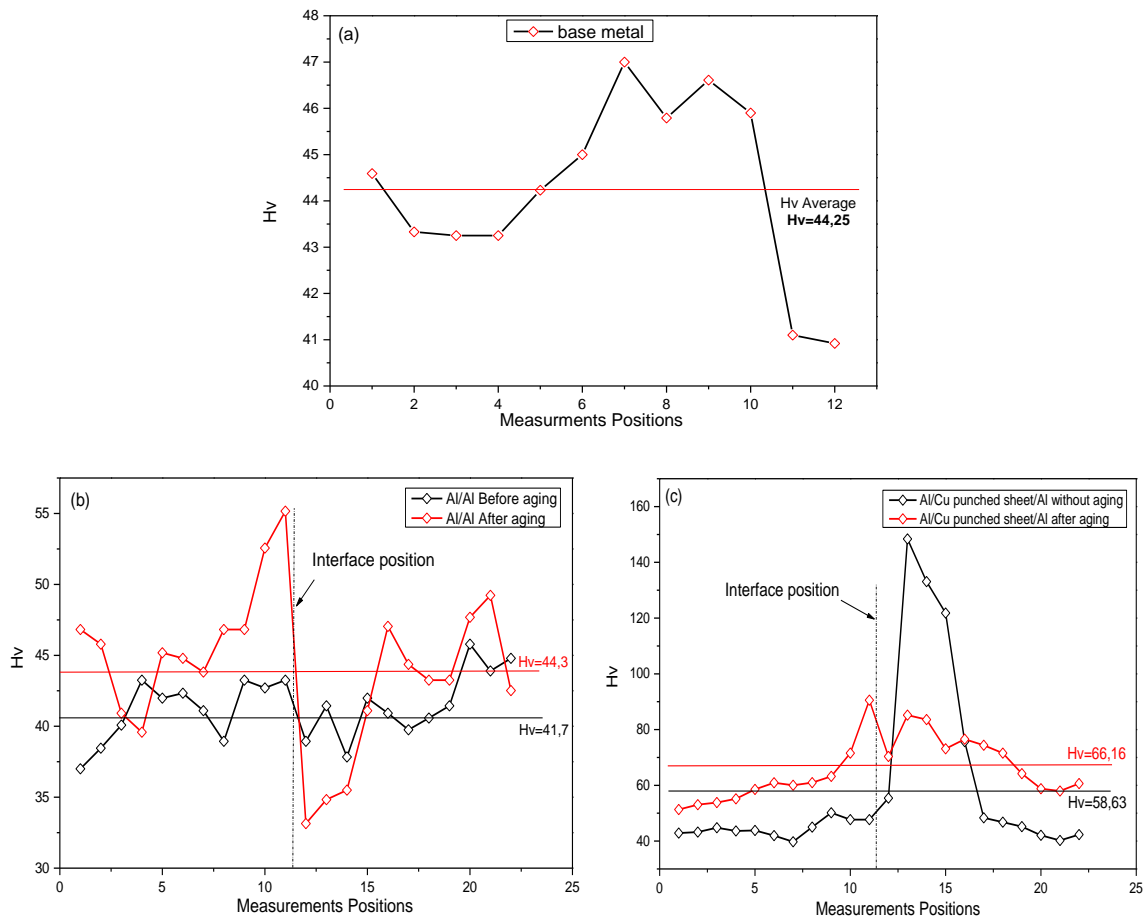 (a)
base metal
48
47
46
45
44
43
42
41
40
Hv
Hv Average
Hv=44,25
0 2 4 6 8 10 12
Measurments Positions
(b)
Al/Al Before aging
Al/Al After aging
55
50
45
40
35
30
Hv
Interface position
Hv=44,3
Hv=41,7
0 5 10 15 20 25
Measurements Positions
(c)
Al/Cu punched sheet/Al without aging
Al/Cu punched sheet/Al after aging
160
140
120
100
80
60
40
Hv
Interface position
Hv=66,16
Hv=58,63
0 5 10 15 20 25
Measurements Positions